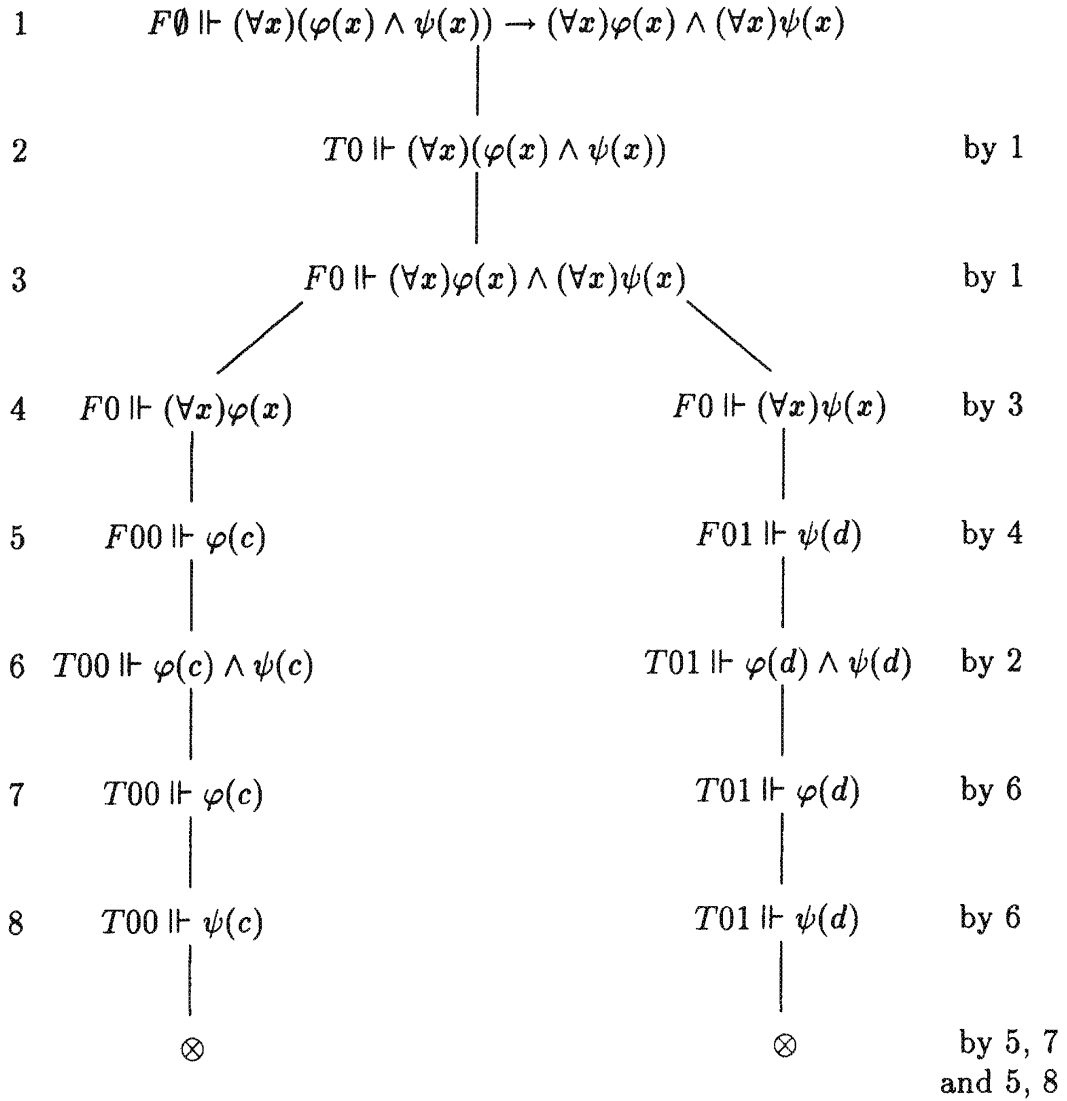 1 F∅ ⊩ (∀x)(φ(x) ∧ ψ(x)) → (∀x)φ(x) ∧ (∀x)ψ(x)
2 T0 ⊩ (∀x)(φ(x) ∧ ψ(x)) by 1
3 F0 ⊩ (∀x)φ(x) ∧ (∀x)ψ(x) by 1
4 F0 ⊩ (∀x)φ(x) F0 ⊩ (∀x)ψ(x) by 3
5 F00 ⊩ φ(c) F01 ⊩ ψ(d) by 4
6 T00 ⊩ φ(c) ∧ ψ(c) T01 ⊩ φ(d) ∧ ψ(d) by 2
7 T00 ⊩ φ(c) T01 ⊩ φ(d) by 6
8 T00 ⊩ ψ(c) T01 ⊩ ψ(d) by 6
⊗ ⊗ by 5, 7
and 5, 8